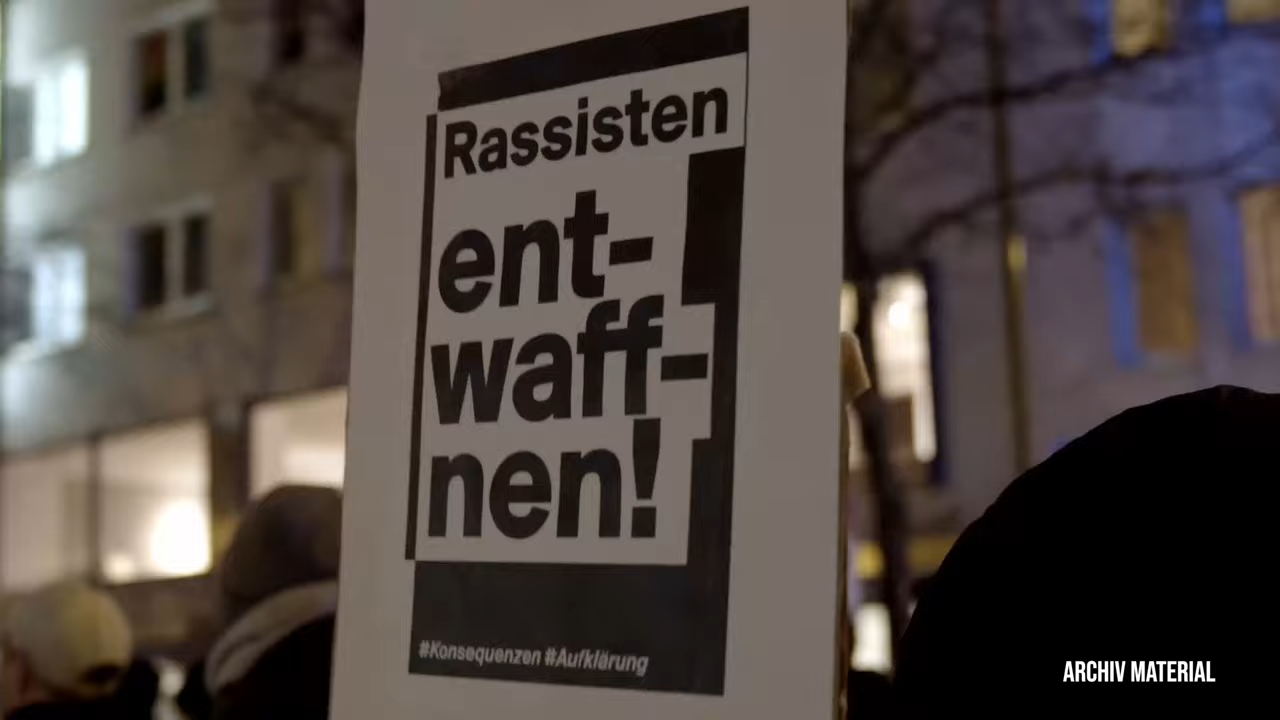 Rassisten
ent-
waff-
nen!
#Konsequenzen #Aufklärung
ARCHIV MATERIAL